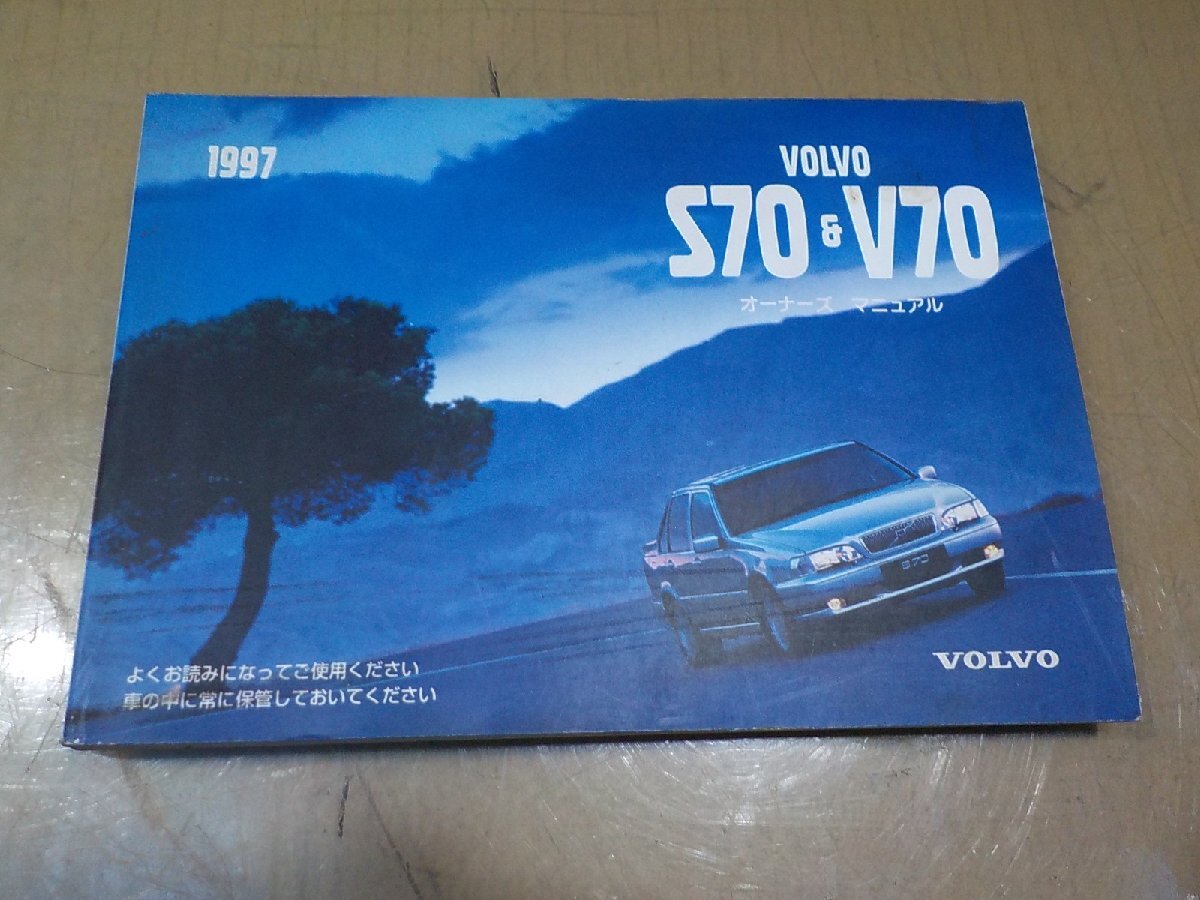 1997
VOLVO
S70 & V70
オーナーズ マニュアル
S70
よくお読みになってご使用ください
車の中に常に保管しておいてください
VOLVO